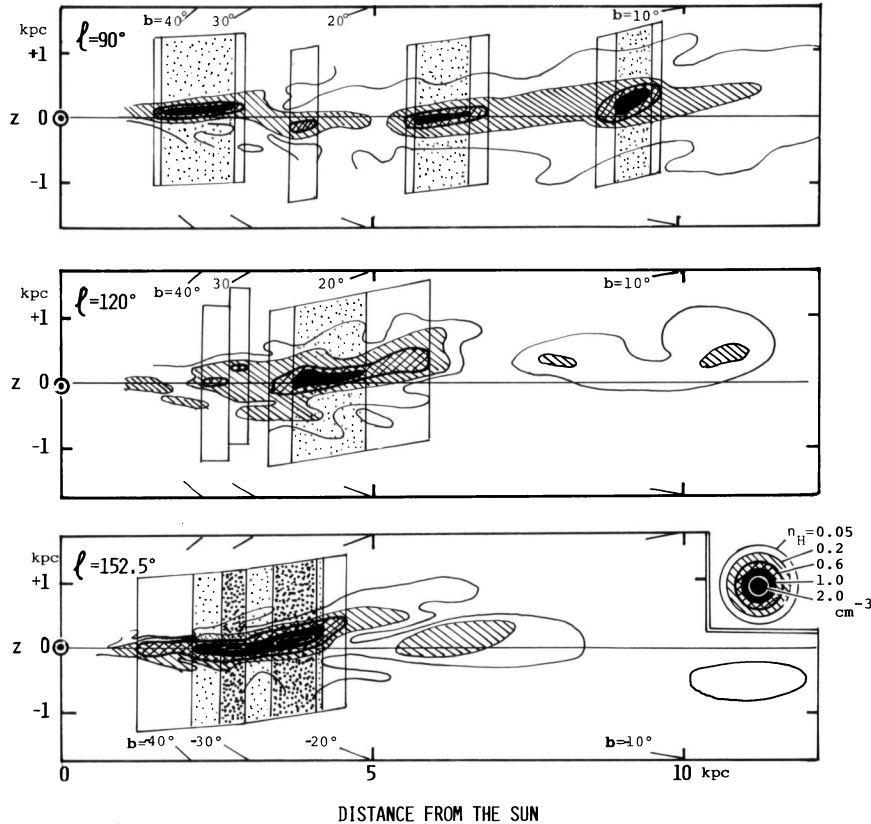 b=40° 30° 20° b=10°
kpc
ℓ=90°
+1
Z 0
-1
kpc
b=40° 30 20° b=10°
ℓ=120°
+1
Z 0
-1
kpc
ℓ=152.5°
+1
Z 0
-1
n_H=0.05
0.2
0.6
1.0
2.0
cm⁻³
b=-40° -30° -20° b=-10°
0 5 10 kpc
DISTANCE FROM THE SUN